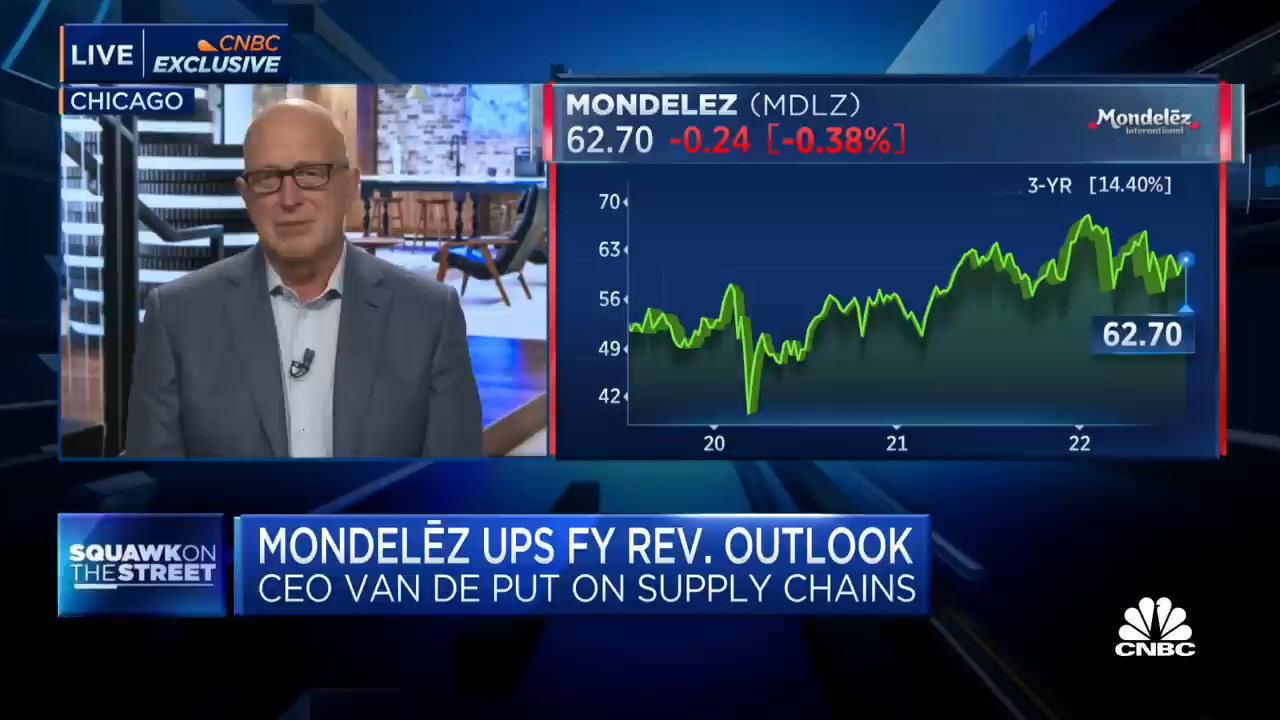 LIVE
CNBC
EXCLUSIVE
CHICAGO
MONDELEZ (MDLZ)
62.70 -0.24 [-0.38%]
Mondelēz
International
3-YR [14.40%]
70
63
56
49
42
62.70
20 21 22
SQUAWK ON
THE STREET
MONDELĒZ UPS FY REV. OUTLOOK
CEO VAN DE PUT ON SUPPLY CHAINS
CNBC